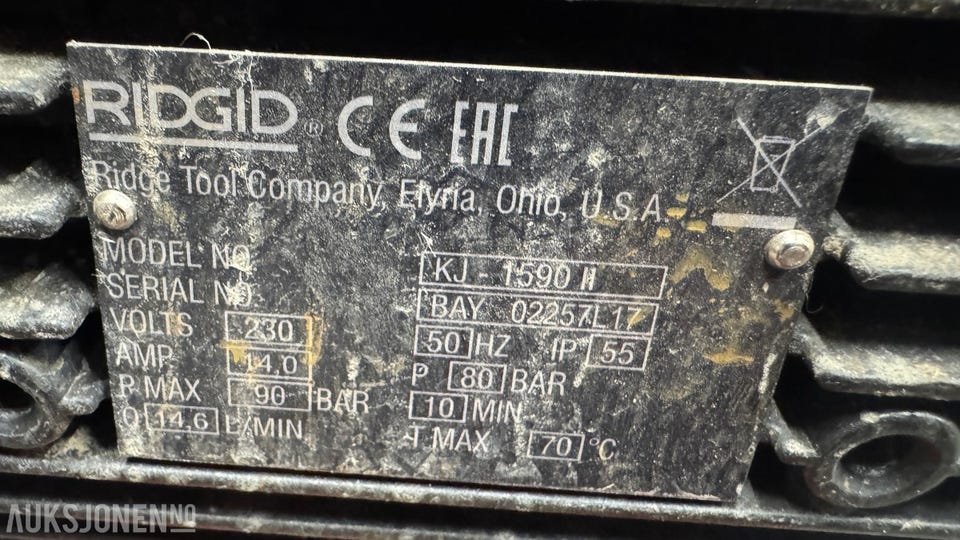 RIDGID ® CE EAC
Ridge Tool Company, Elyria, Ohio, U.S.A.
MODEL NO. KJ - 1590 II
SERIAL NO. BAY 02257L17
VOLTS 230 50 HZ IP 55
AMP 14,0 P 80 BAR
P MAX 90 BAR 10 MIN
Q 14,6 L/MIN T MAX 70 °C
AUKSJONEN.NO